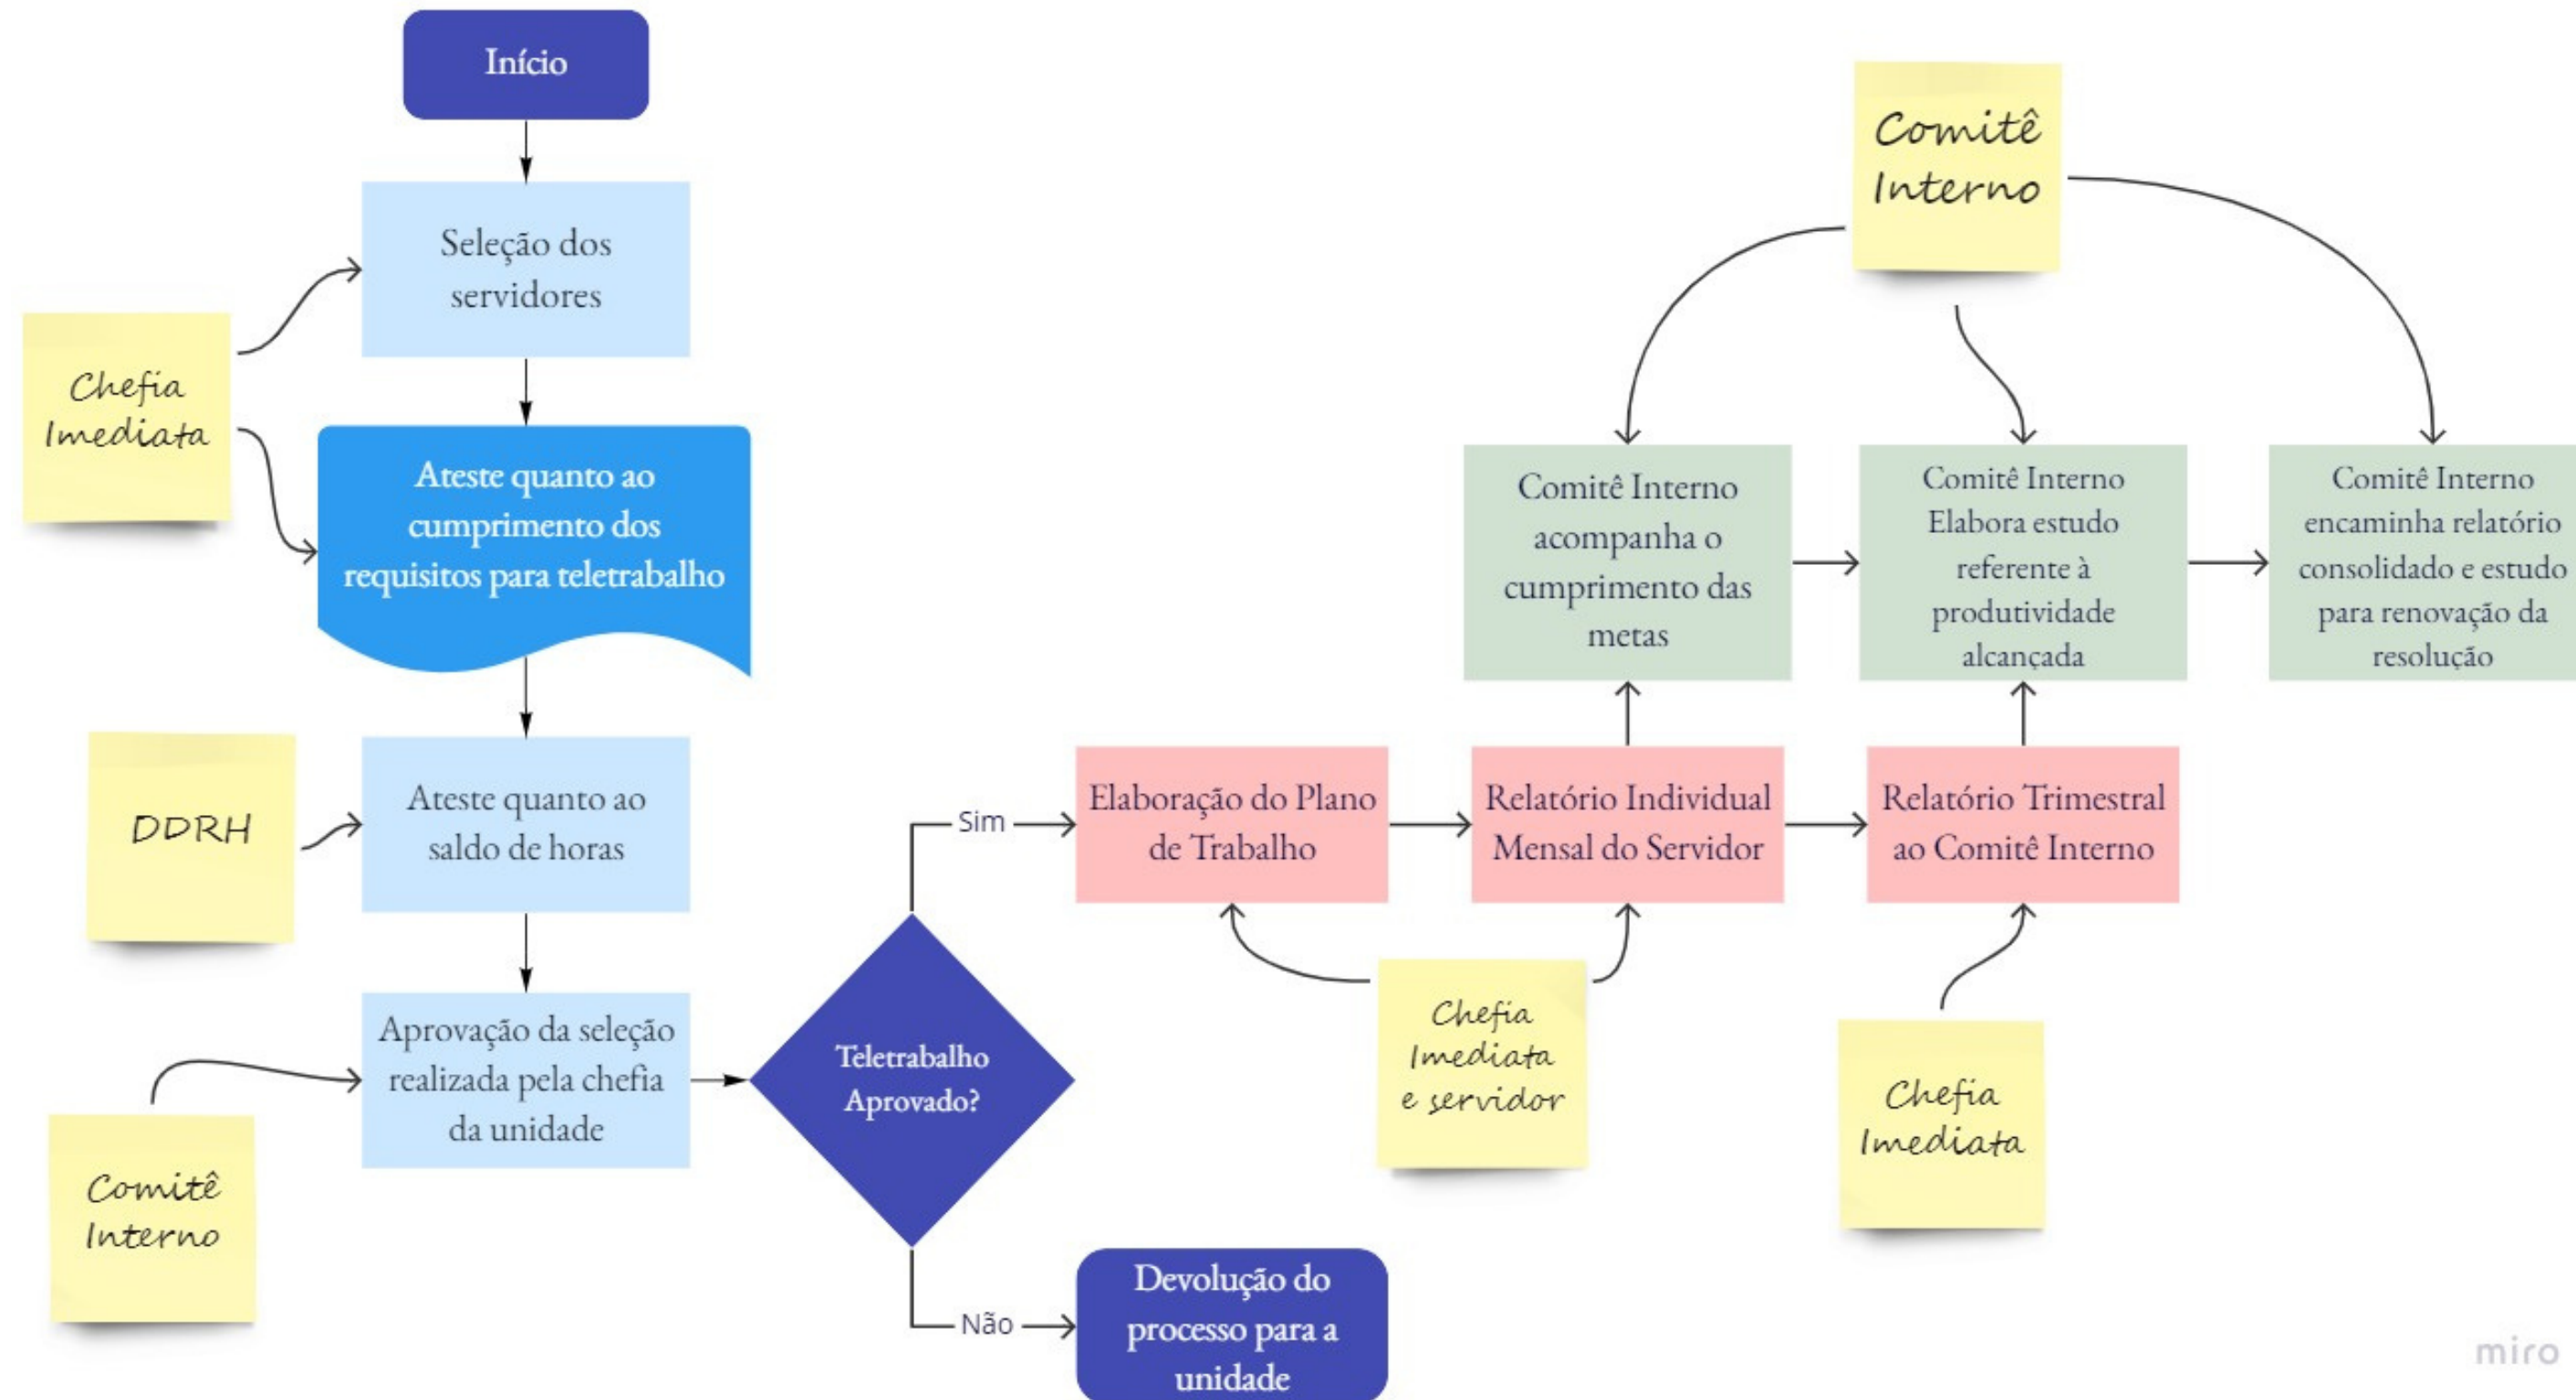 Início
Seleção dos
servidores
Chefia
Imediata
Ateste quanto ao
cumprimento dos
requisitos para teletrabalho
DDRH
Ateste quanto ao
saldo de horas
Aprovação da seleção
realizada pela chefia
da unidade
Comitê
Interno
Teletrabalho
Aprovado?
Sim
Não
Devolução do
processo para a
unidade
Elaboração do Plano
de Trabalho
Relatório Individual
Mensal do Servidor
Relatório Trimestral
ao Comitê Interno
Chefia
Imediata
e servidor
Chefia
Imediata
Comitê Interno
acompanha o
cumprimento das
metas
Comitê Interno
Elabora estudo
referente à
produtividade
alcançada
Comitê Interno
encaminha relatório
consolidado e estudo
para renovação da
resolução
Comitê
Interno
miro